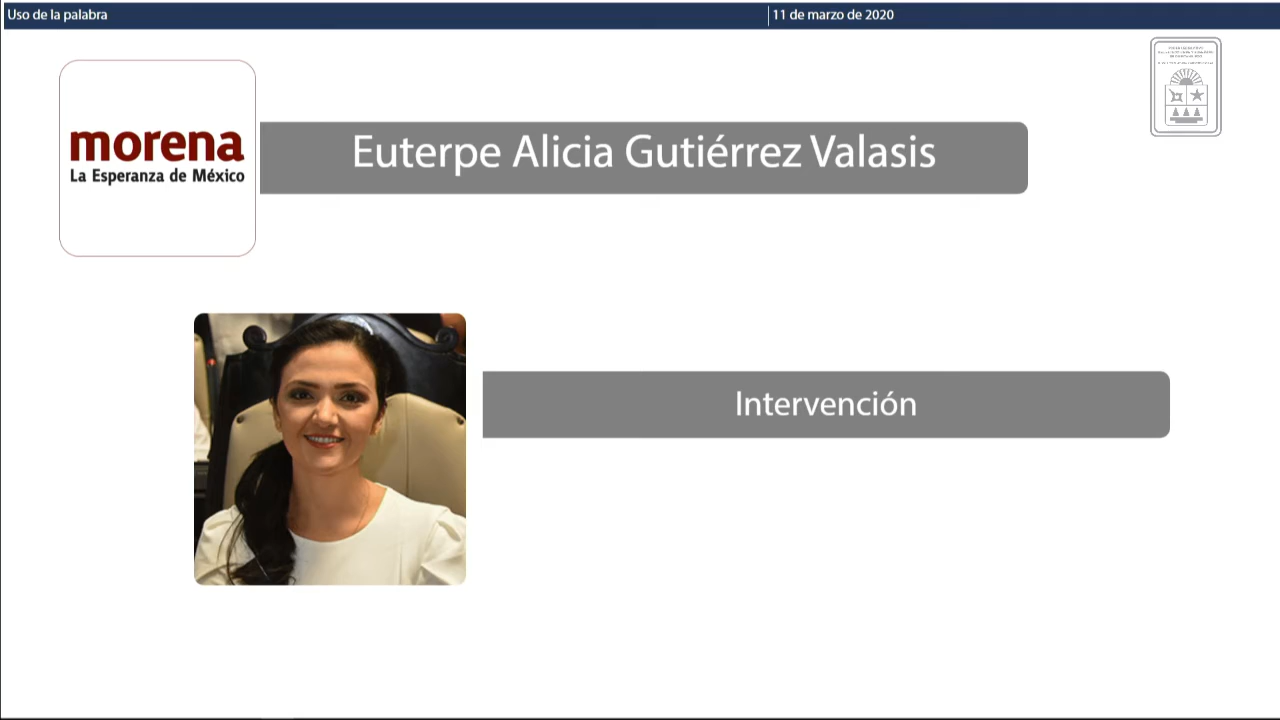 Uso de la palabra
11 de marzo de 2020
morena
La Esperanza de México
Euterpe Alicia Gutiérrez Valasis
Intervención